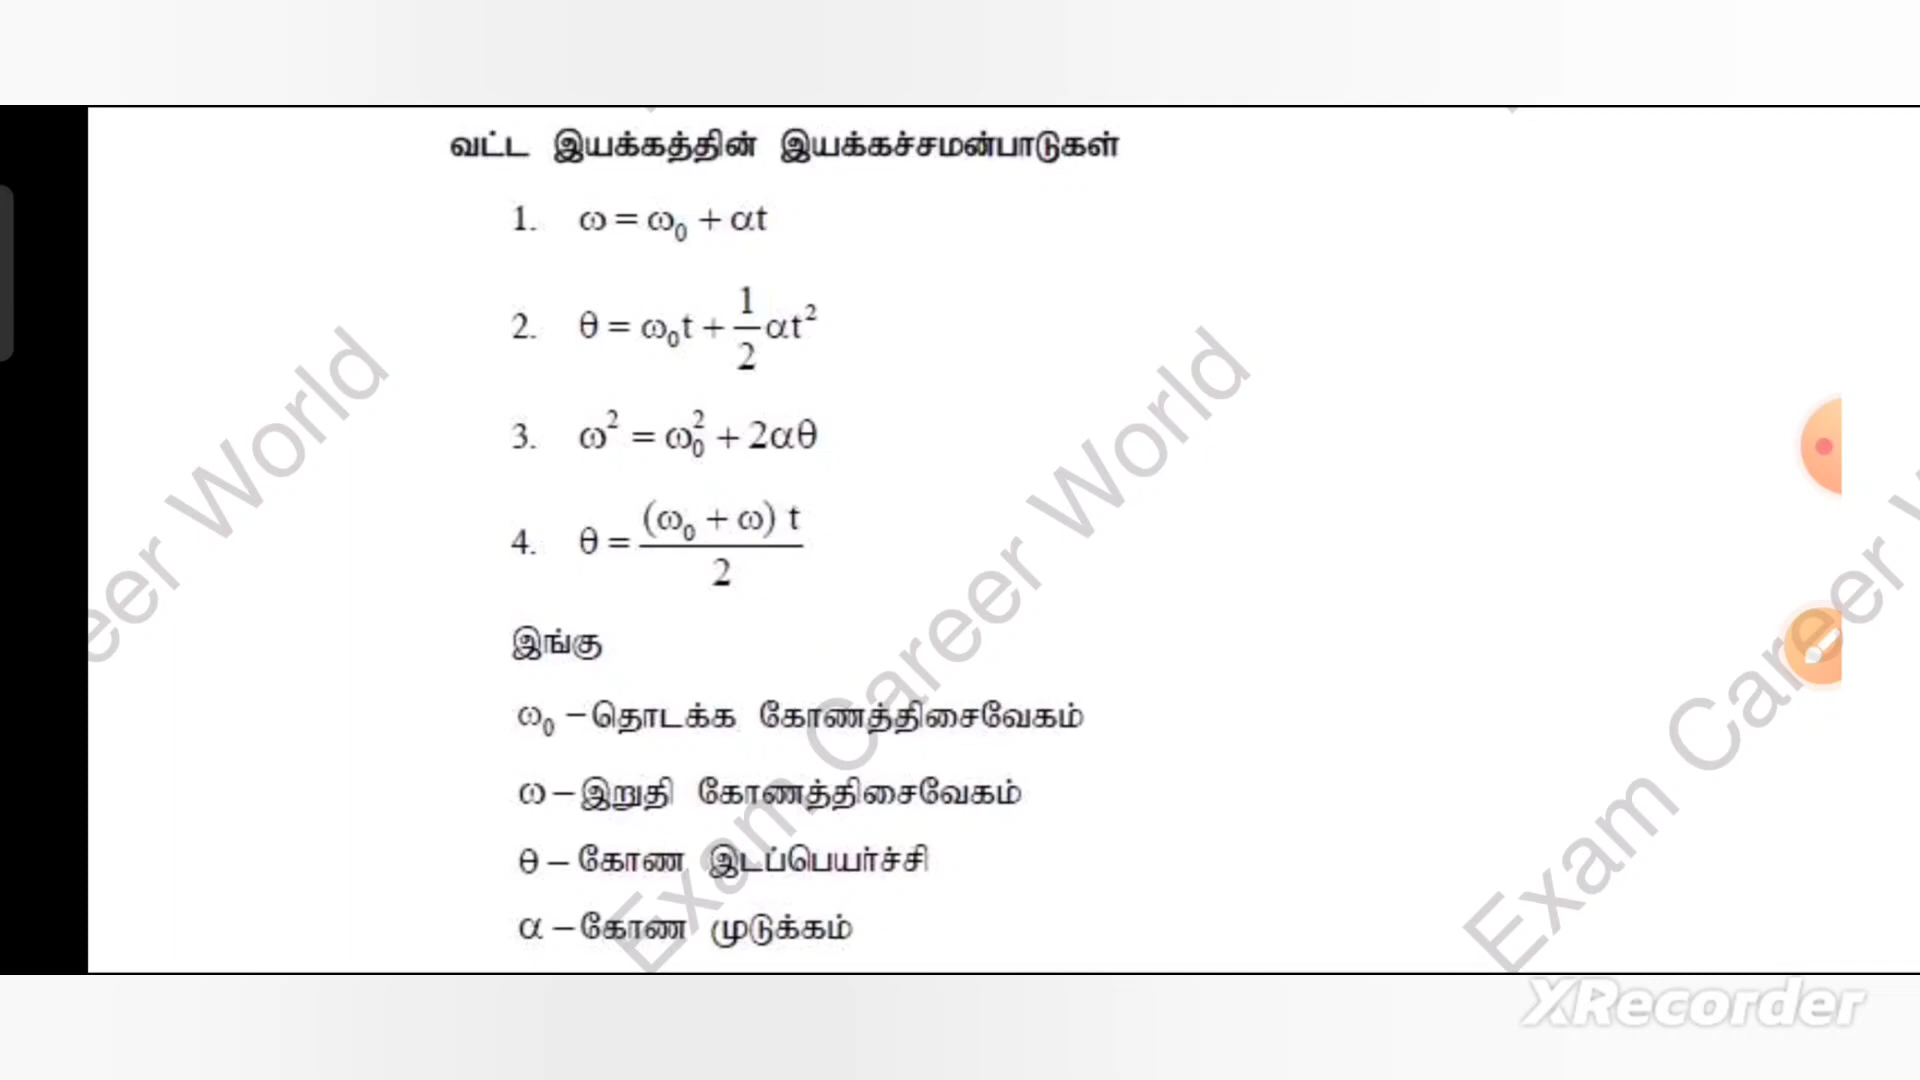 வட்ட இயக்கத்தின் இயக்கச்சமன்பாடுகள்
1. ω = ω₀ + αt
2. θ = ω₀t + 1/2 αt²
3. ω² = ω₀² + 2αθ
4. θ = (ω₀ + ω) t / 2
இங்கு
ω₀ – தொடக்க கோணத்திசைவேகம்
ω – இறுதி கோணத்திசைவேகம்
θ – கோண இடப்பெயர்ச்சி
α – கோண முடுக்கம்
eer World
Exam Career World
Exam Career W
XRecorder